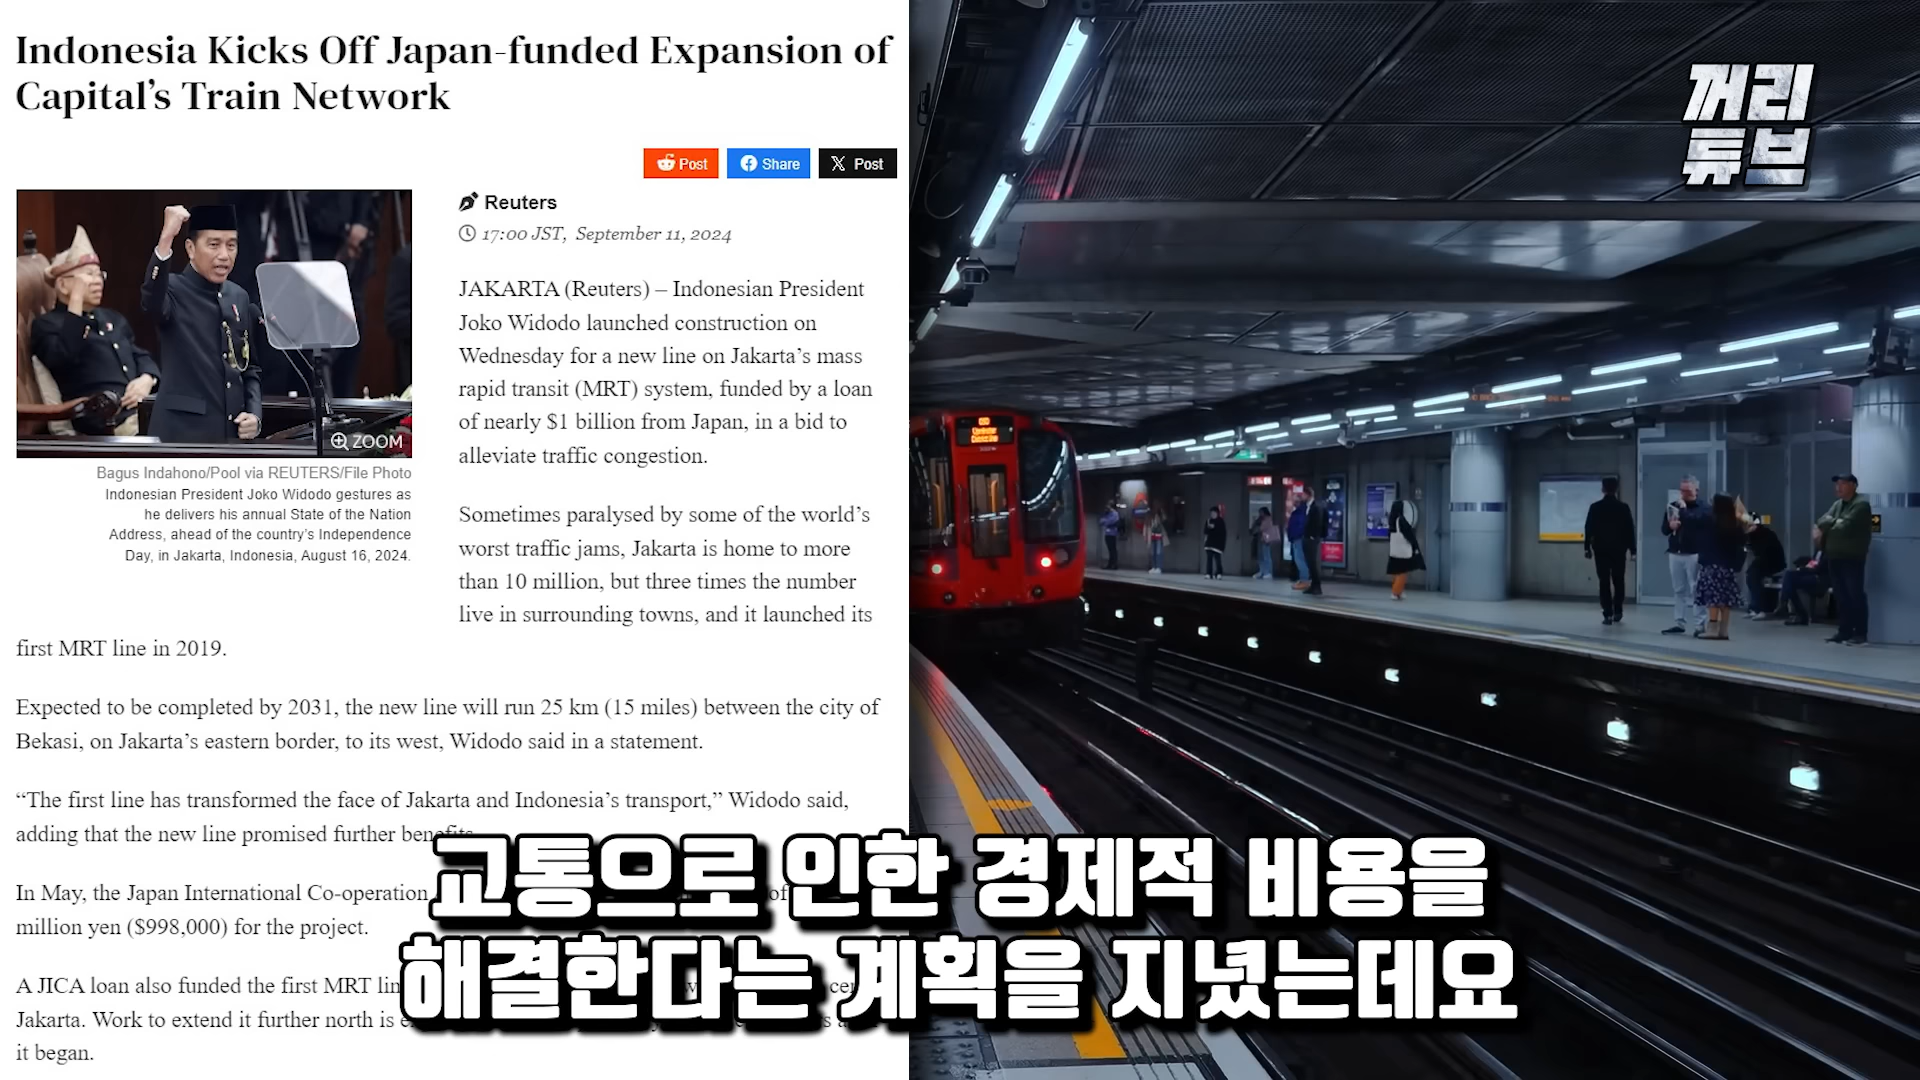 Indonesia Kicks Off Japan-funded Expansion of
Capital’s Train Network
Post
Share
Post
꺼리
튜브
ZOOM
Bagus Indahono/Pool via REUTERS/File Photo
Indonesian President Joko Widodo gestures as
he delivers his annual State of the Nation
Address, ahead of the country’s Independence
Day, in Jakarta, Indonesia, August 16, 2024.
Reuters
17:00 JST, September 11, 2024
JAKARTA (Reuters) – Indonesian President
Joko Widodo launched construction on
Wednesday for a new line on Jakarta’s mass
rapid transit (MRT) system, funded by a loan
of nearly $1 billion from Japan, in a bid to
alleviate traffic congestion.
Sometimes paralysed by some of the world’s
worst traffic jams, Jakarta is home to more
than 10 million, but three times the number
live in surrounding towns, and it launched its
first MRT line in 2019.
Expected to be completed by 2031, the new line will run 25 km (15 miles) between the city of
Bekasi, on Jakarta’s eastern border, to its west, Widodo said in a statement.
“The first line has transformed the face of Jakarta and Indonesia’s transport,” Widodo said,
adding that the new line promised further benefits.
In May, the Japan International Co-operation of
million yen ($998,000) for the project.
A JICA loan also funded the first MRT
Jakarta. Work to extend it further north is
it began.
교통으로 인한 경제적 비용을
해결한다는 계획을 지녔는데요